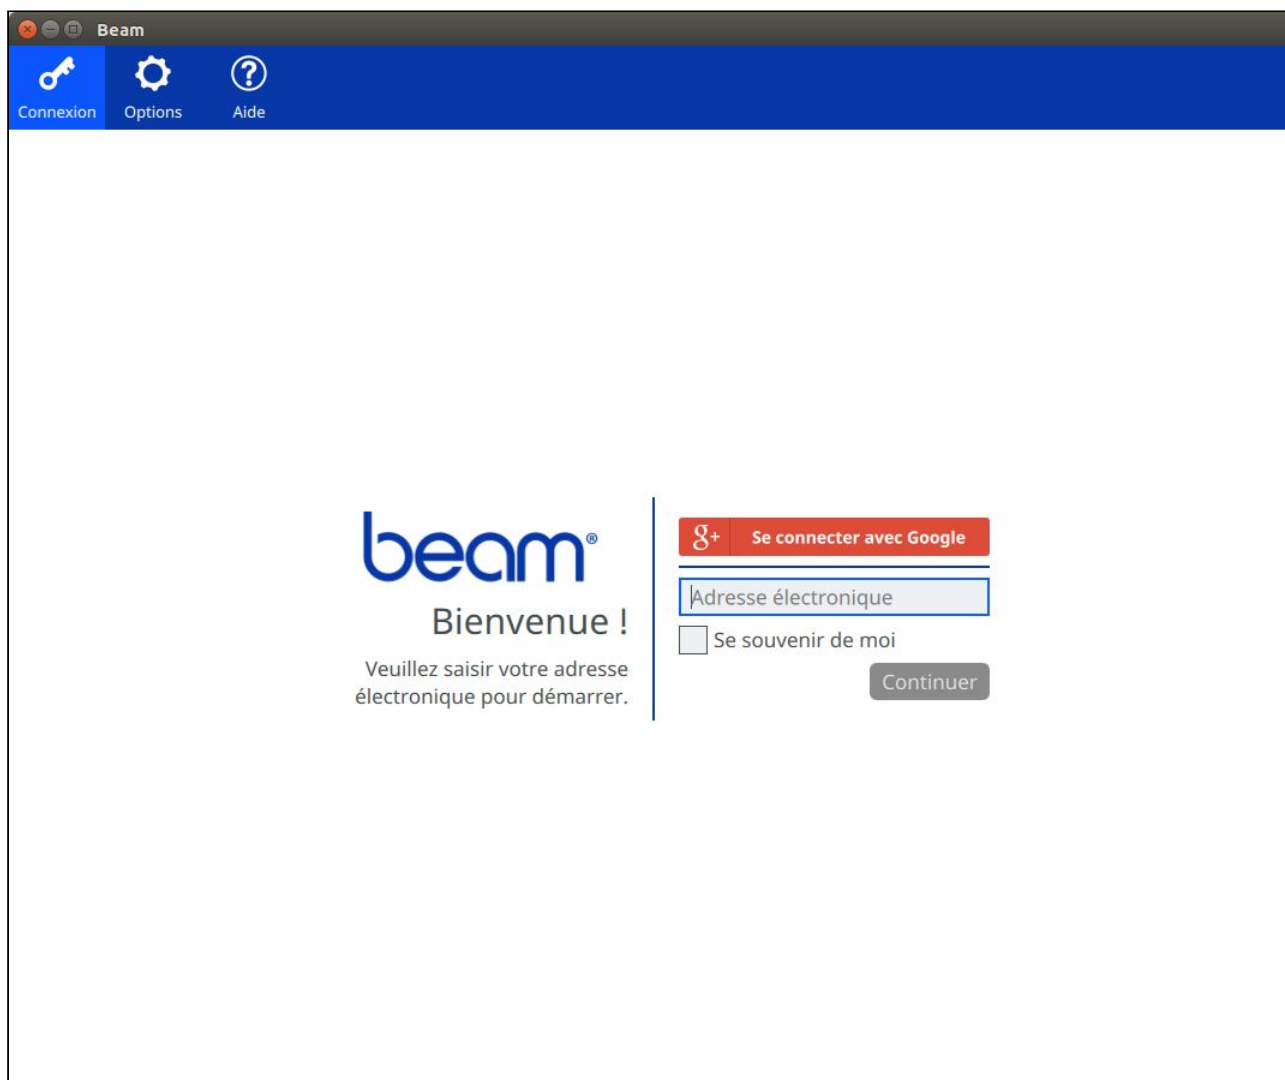 Beam
Connexion Options Aide
beam®
Bienvenue !
Veuillez saisir votre adresse
électronique pour démarrer.
g+ Se connecter avec Google
Adresse électronique
Se souvenir de moi
Continuer